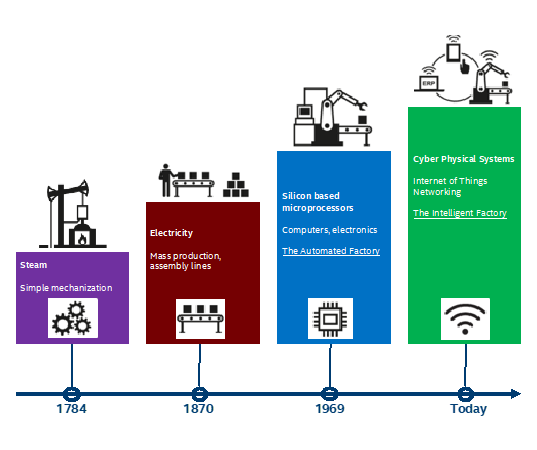 ERP
Cyber Physical Systems
Internet of Things
Networking
The Intelligent Factory
Silicon based
microprocessors
Computers, electronics
The Automated Factory
Electricity
Mass production,
assembly lines
Steam
Simple mechanization
1784
1870
1969
Today